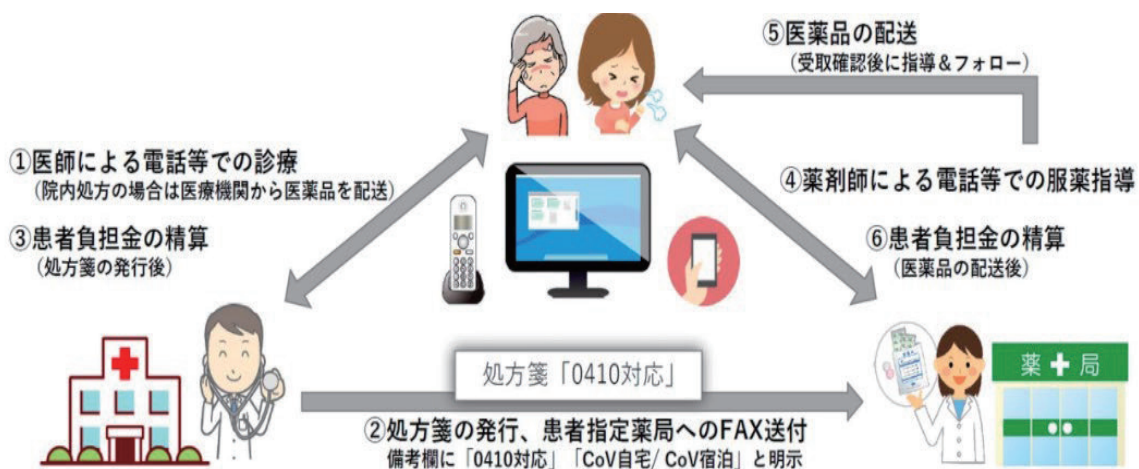 ⑤医薬品の配送
(受取確認後に指導&フォロー)
①医師による電話等での診療
(院内処方の場合は医療機関から医薬品を配送)
④薬剤師による電話等での服薬指導
③患者負担金の精算
(処方箋の発行後)
⑥患者負担金の精算
(医薬品の配送後)
処方箋「0410対応」
薬局
②処方箋の発行、患者指定薬局へのFAX送付
備考欄に「0410対応」「CoV自宅/ CoV宿泊」と明示